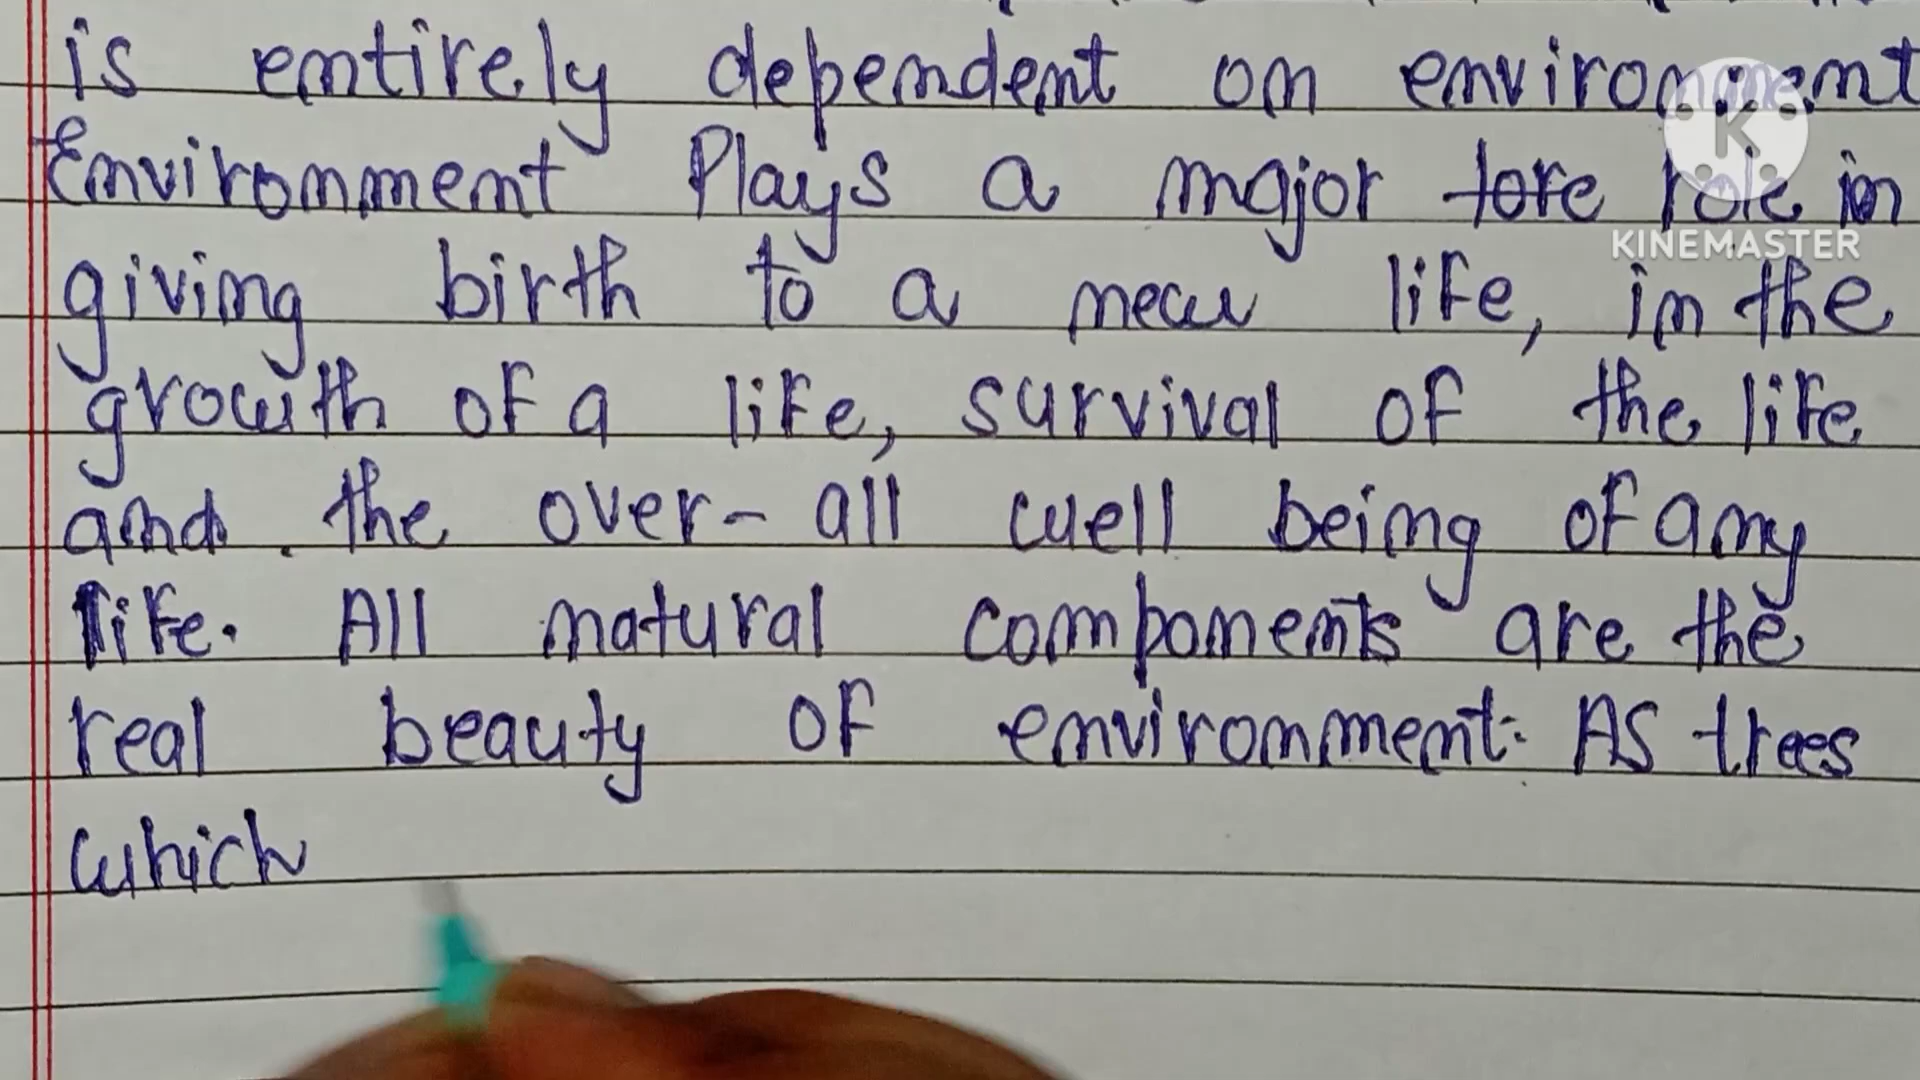 is entirely dependent on environment
Environment Plays a major tore role in
giving birth to a new life, in the
growth of a life, survival of the life
and. the over-all well being of any
life. All natural components are the
real beauty of environment. As trees
which
K
KINEMASTER